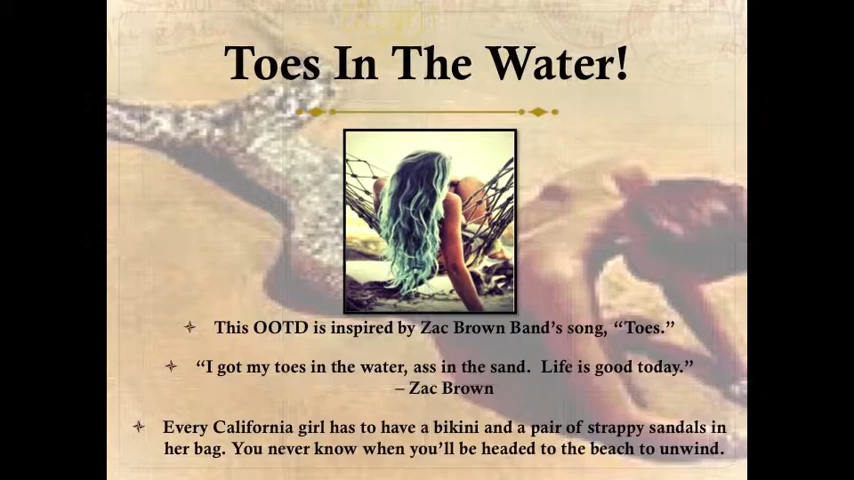 Toes In The Water!
This OOTD is inspired by Zac Brown Band’s song, “Toes.”
“I got my toes in the water, ass in the sand.  Life is good today.”
– Zac Brown
Every California girl has to have a bikini and a pair of strappy sandals in
her bag. You never know when you’ll be headed to the beach to unwind.